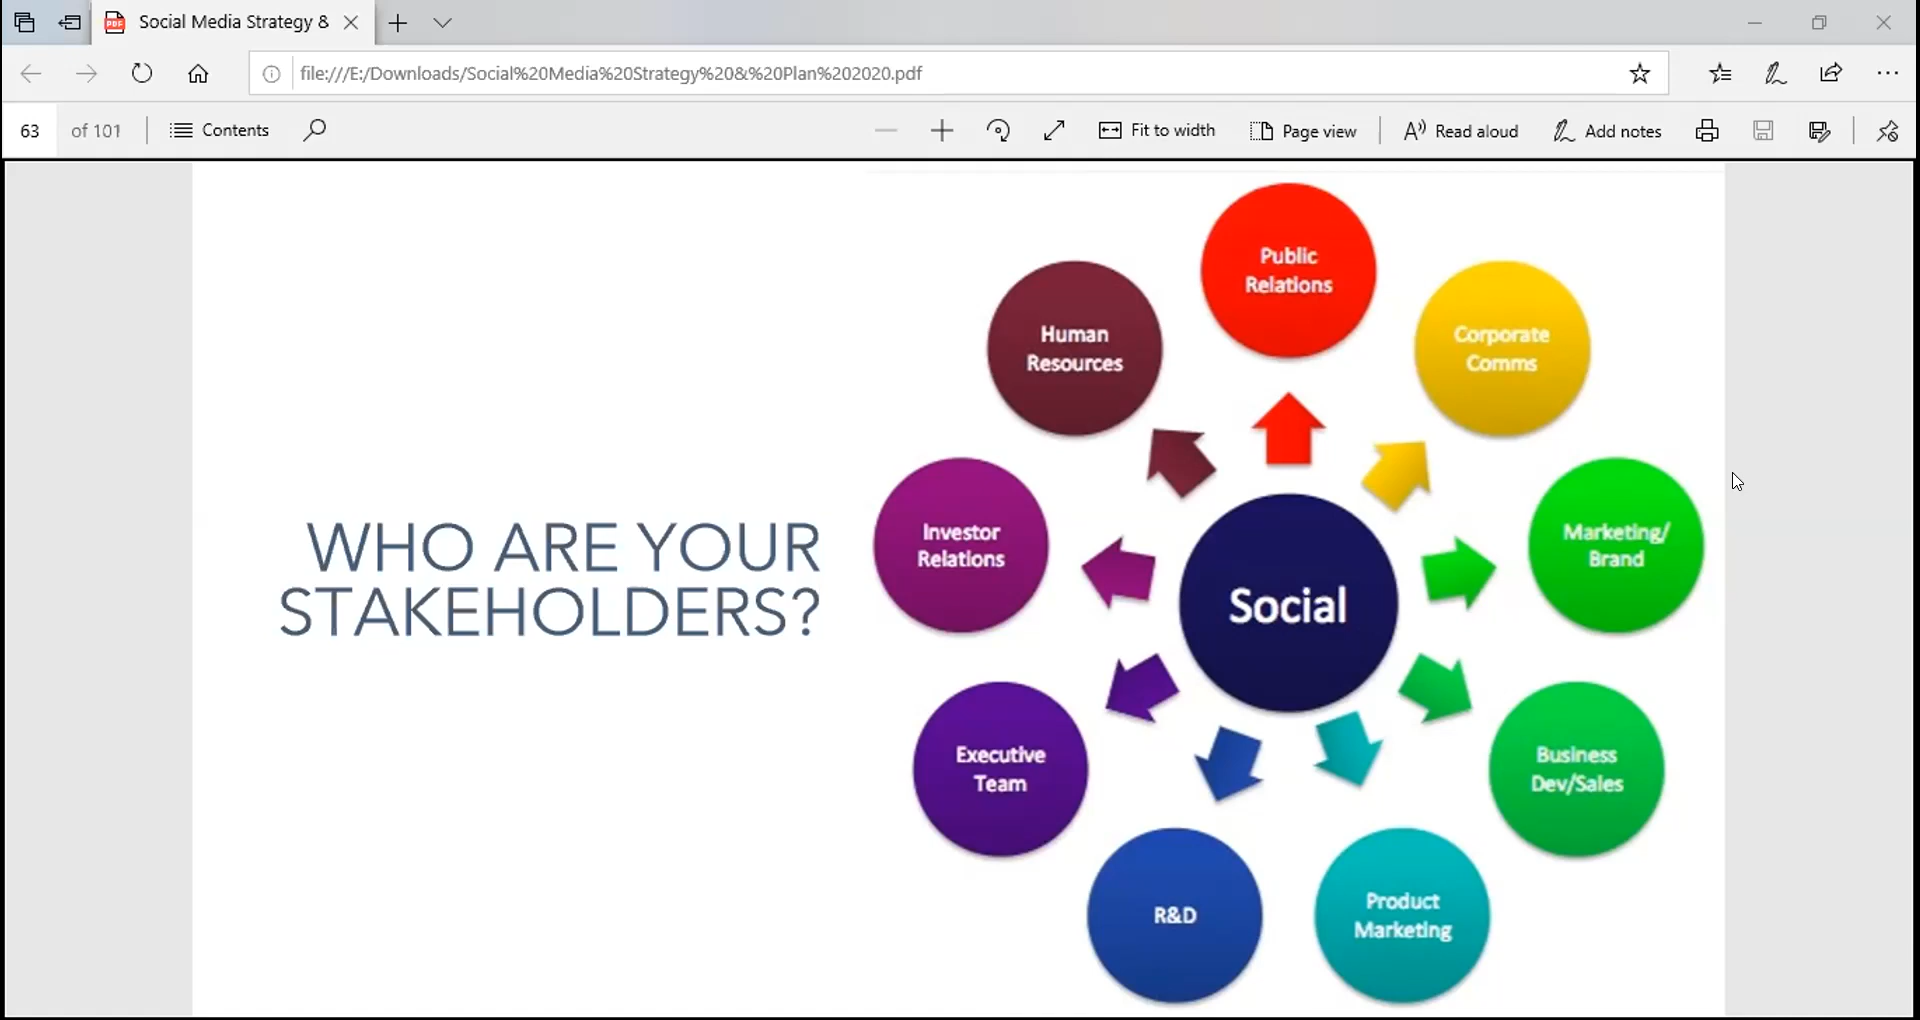 Social Media Strategy &
file:///E:/Downloads/Social%20Media%20Strategy%20&%20Plan%202020.pdf
63 of 101
Contents
Fit to width
Page view
Read aloud
Add notes
WHO ARE YOUR
STAKEHOLDERS?
Public
Relations
Corporate
Comms
Marketing/
Brand
Business
Dev/Sales
Product
Marketing
R&D
Executive
Team
Investor
Relations
Human
Resources
Social